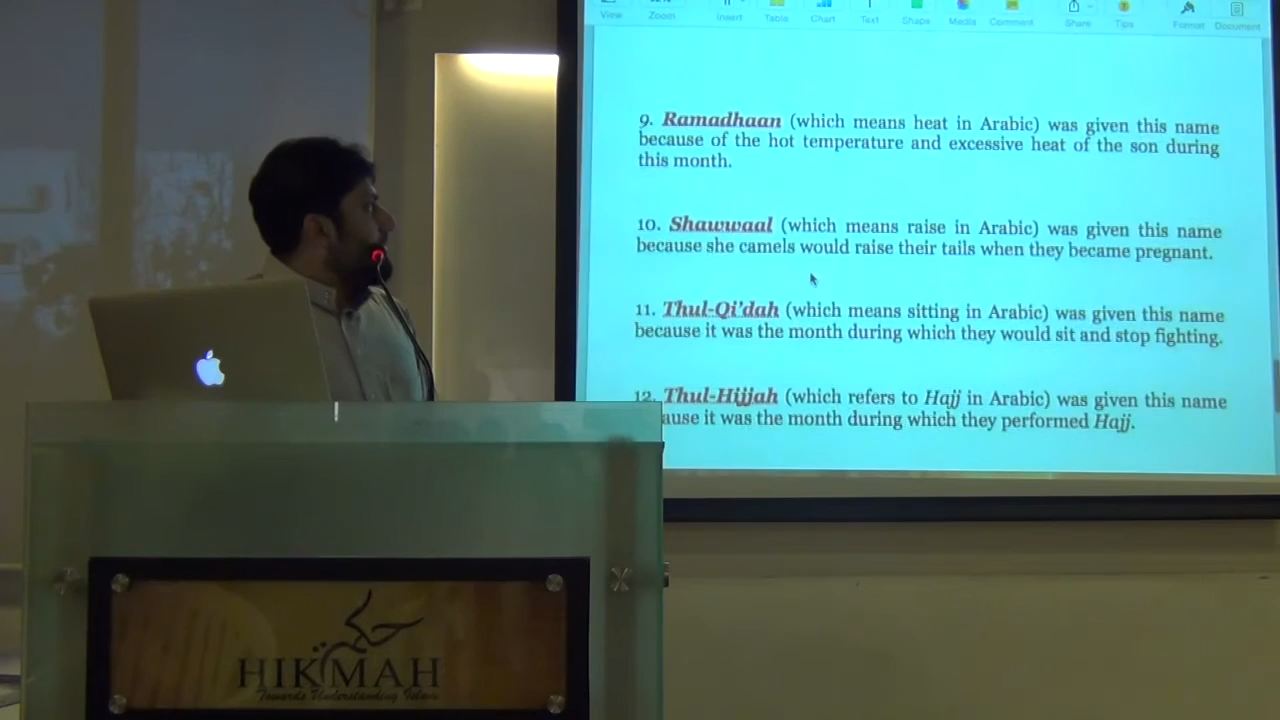 View Zoom Insert Table Chart Text Shape Media Comment Share Tips Format Document
9. Ramadhaan (which means heat in Arabic) was given this name
because of the hot temperature and excessive heat of the son during
this month.
10. Shawwaal (which means raise in Arabic) was given this name
because she camels would raise their tails when they became pregnant.
11. Thul-Qi'dah (which means sitting in Arabic) was given this name
because it was the month during which they would sit and stop fighting.
12. Thul-Hijjah (which refers to Hajj in Arabic) was given this name
ause it was the month during which they performed Hajj.
حكمة
HIKMAH
Towards Understanding Islam